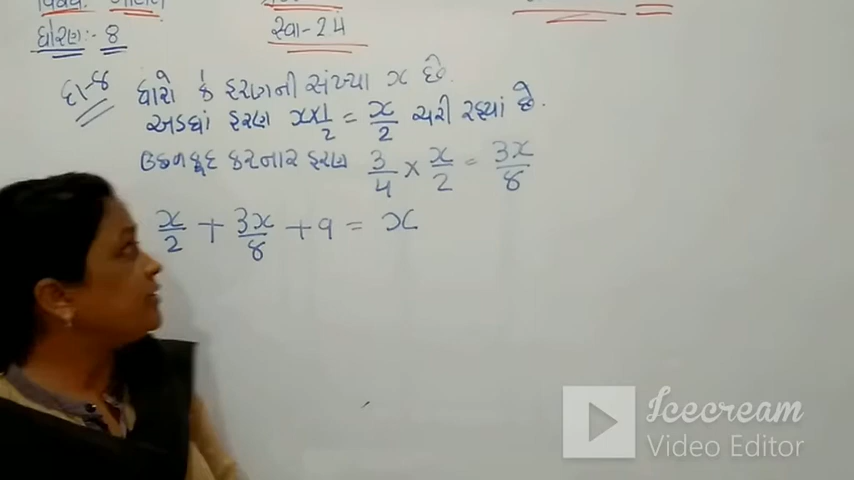 ધોરણ:- 8
સ્વા-24
દા-8 ધારો કે હરણની સંખ્યા x છે.
અડધાં હરણ x×1/2 = x/2 ચરી રહ્યાં છે.
ઉછળકૂદ કરનાર હરણ 3/4 × x/2 = 3x/8
x/2 + 3x/8 + 9 = x
Icecream
Video Editor